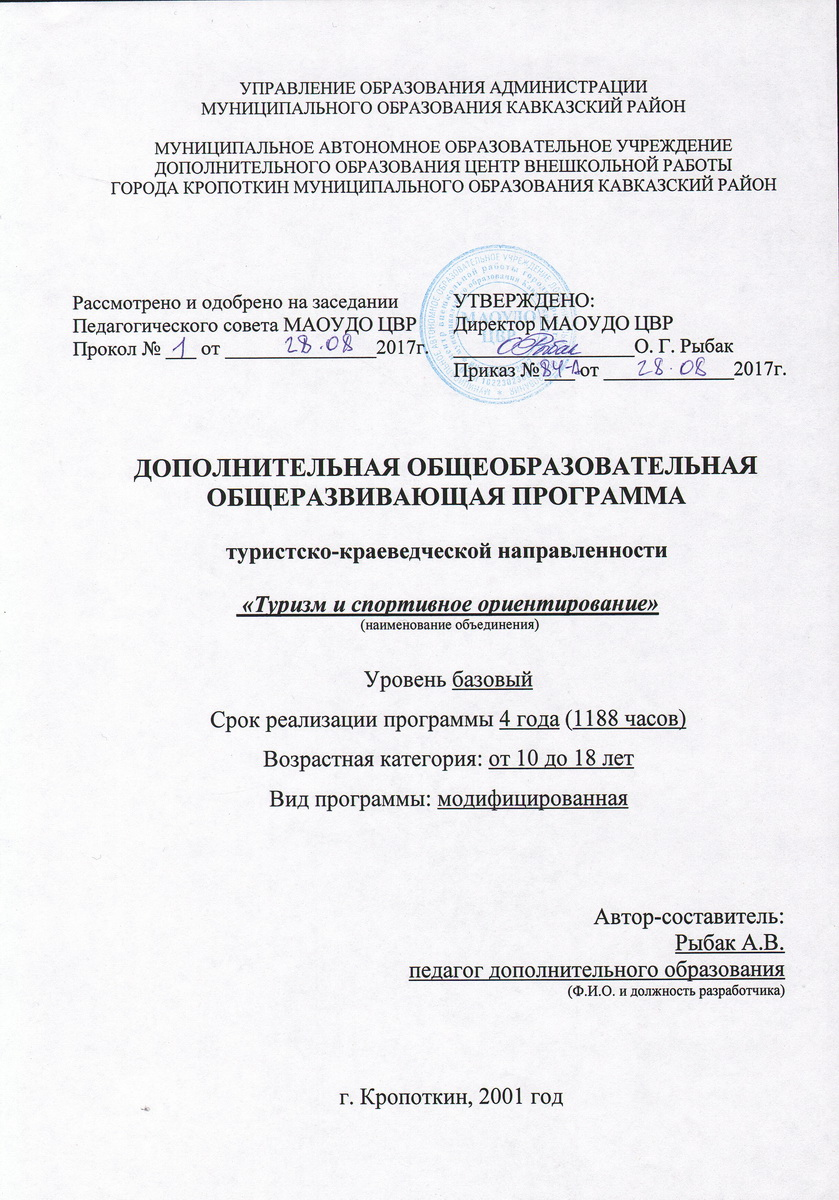 УПРАВЛЕНИЕ ОБРАЗОВАНИЯ АДМИНИСТРАЦИИ
МУНИЦИПАЛЬНОГО ОБРАЗОВАНИЯ КАВКАЗСКИЙ РАЙОН
МУНИЦИПАЛЬНОЕ АВТОНОМНОЕ ОБРАЗОВАТЕЛЬНОЕ УЧРЕЖДЕНИЕ
ДОПОЛНИТЕЛЬНОГО ОБРАЗОВАНИЯ ЦЕНТР ВНЕШКОЛЬНОЙ РАБОТЫ
ГОРОДА КРОПОТКИН МУНИЦИПАЛЬНОГО ОБРАЗОВАНИЯ КАВКАЗСКИЙ РАЙОН
Рассмотрено и одобрено на заседании
Педагогического совета МАОУДО ЦВР
Прокол № 1 от 28.08 2017г.
УТВЕРЖДЕНО:
Директор МАОУДО ЦВР
О. Г. Рыбак
Приказ №84-Д от 28.08 2017г.
МАОУДО
ЦВР
ДОПОЛНИТЕЛЬНАЯ ОБЩЕОБРАЗОВАТЕЛЬНАЯ
ОБЩЕРАЗВИВАЮЩАЯ ПРОГРАММА
туристско-краеведческой направленности
«Туризм и спортивное ориентирование»
(наименование объединения)
Уровень базовый
Срок реализации программы 4 года (1188 часов)
Возрастная категория: от 10 до 18 лет
Вид программы: модифицированная
Автор-составитель:
Рыбак А.В.
педагог дополнительного образования
(Ф.И.О. и должность разработчика)
г. Кропоткин, 2001 год